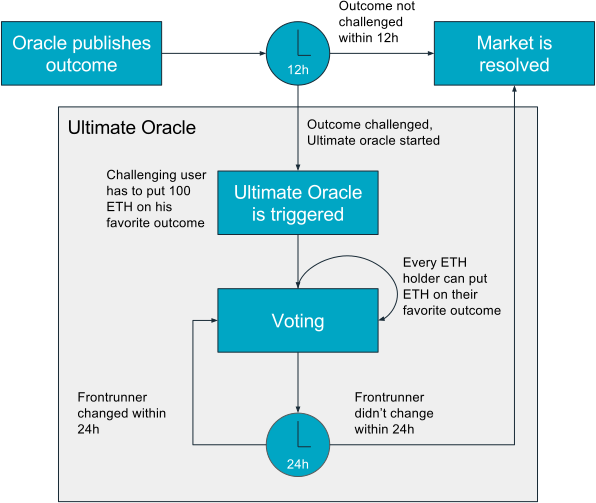 Oracle publishes
outcome
12h
Outcome not
challenged
within 12h
Market is
resolved
Ultimate Oracle
Outcome challenged,
Ultimate oracle started
Challenging user
has to put 100
ETH on his
favorite outcome
Ultimate Oracle
is triggered
Every ETH
holder can put
ETH on their
favorite outcome
Voting
Frontrunner
changed within
24h
Frontrunner
didn't change
within 24h
24h